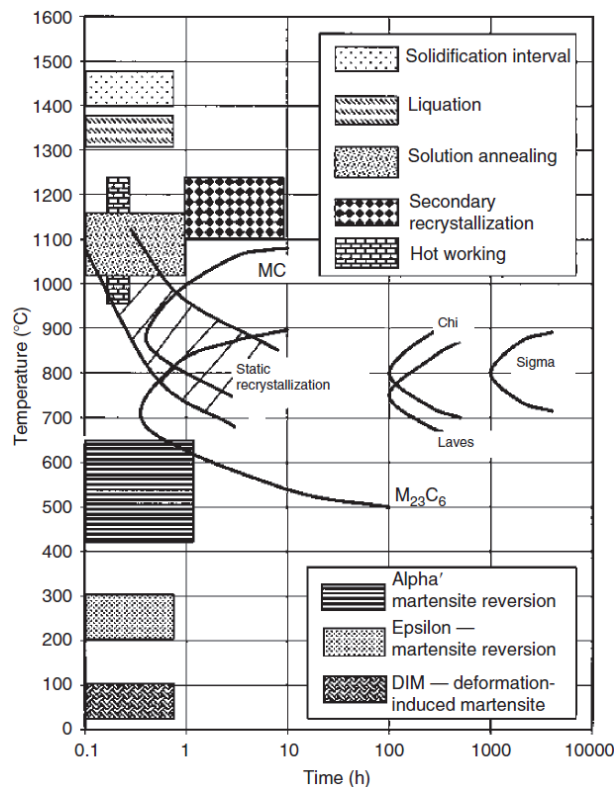 1600
1500
1400
1300
1200
1100
1000
900
800
700
600
500
400
300
200
100
0
Temperature (°C)
Solidification interval
Liquation
Solution annealing
Secondary
recrystallization
Hot working
MC
Static
recrystallization
Chi
Sigma
Laves
M₂₃C₆
Alpha′
martensite reversion
Epsilon —
martensite reversion
DIM — deformation-
induced martensite
0.1 1 10 100 1000 10000
Time (h)